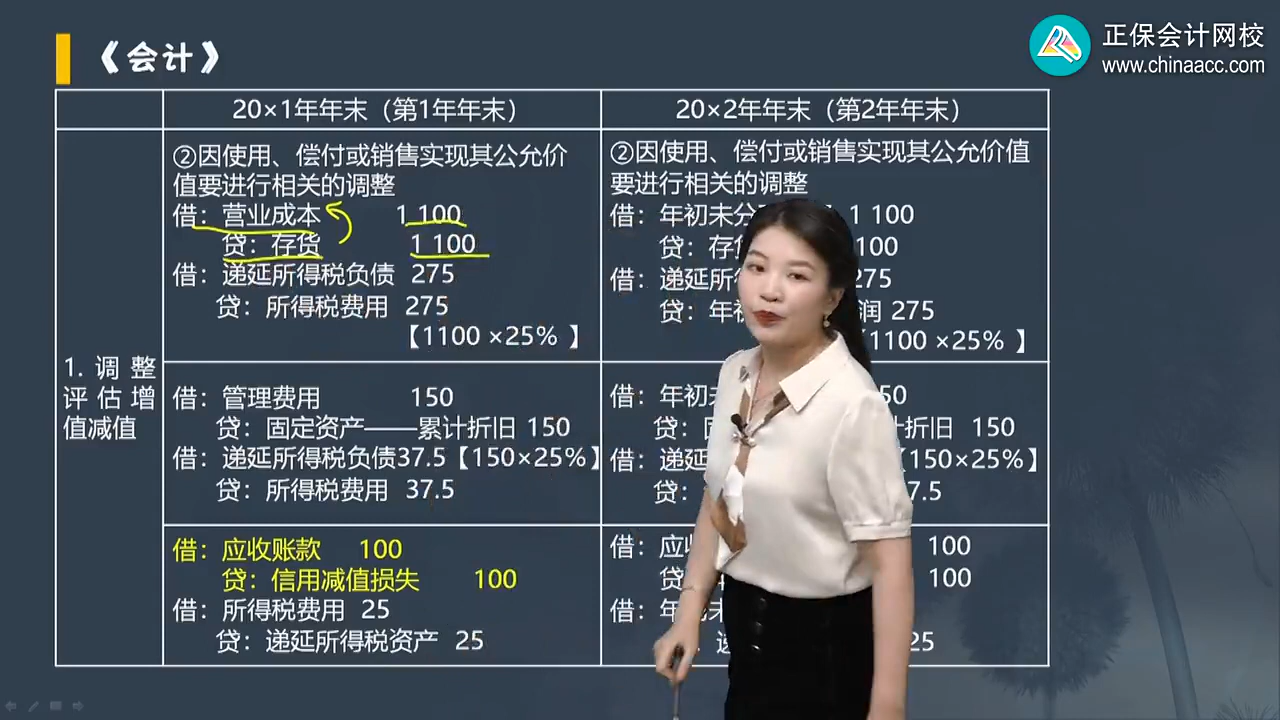 《会计》
正保会计网校
www.chinaacc.com
20×1年年末（第1年年末）
20×2年年末（第2年年末）
1. 调整
评估增
值减值
②因使用、偿付或销售实现其公允价
值要进行相关的调整
借：营业成本 1 100
贷：存货 1 100
借：递延所得税负债 275
贷：所得税费用 275
【1100 ×25% 】
②因使用、偿付或销售实现其公允价值
要进行相关的调整
借：年初未分 1 100
贷：存 100
借：递延所 275
贷：年 润 275
1100 ×25% 】
借：管理费用 150
贷：固定资产——累计折旧 150
借：递延所得税负债37.5【150×25%】
贷：所得税费用 37.5
借：年初 50
贷： 折旧 150
借：递延 【150×25%】
贷： 7.5
借：应收账款 100
贷：信用减值损失 100
借：所得税费用 25
贷：递延所得税资产 25
借：应 100
贷 100
借：年
25